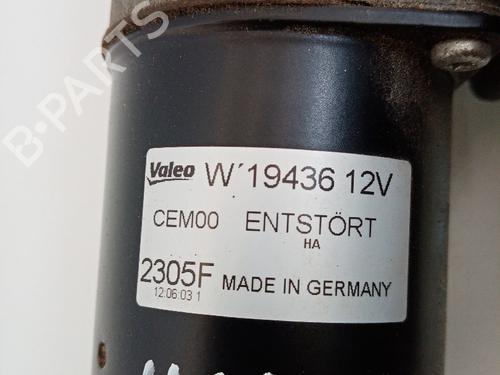 B-PARTS
Valeo W´19436 12V
CEM00 ENTSTÖRT
HA
2305F MADE IN GERMANY
12:06:03 1